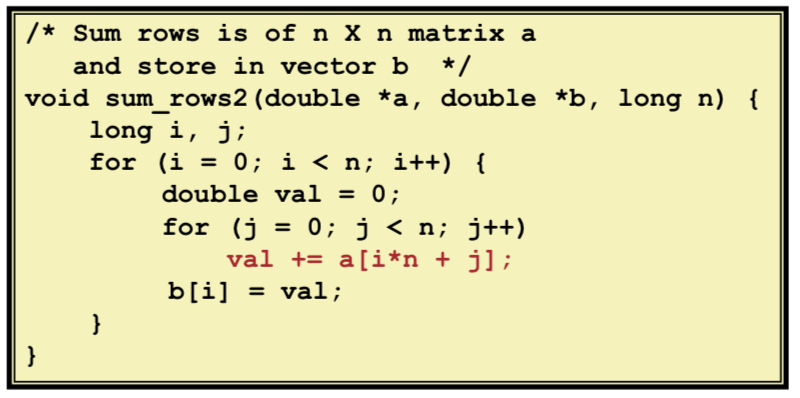 /* Sum rows is of n X n matrix a
   and store in vector b  */
void sum_rows2(double *a, double *b, long n) {
    long i, j;
    for (i = 0; i < n; i++) {
        double val = 0;
        for (j = 0; j < n; j++)
            val += a[i*n + j];
        b[i] = val;
    }
}